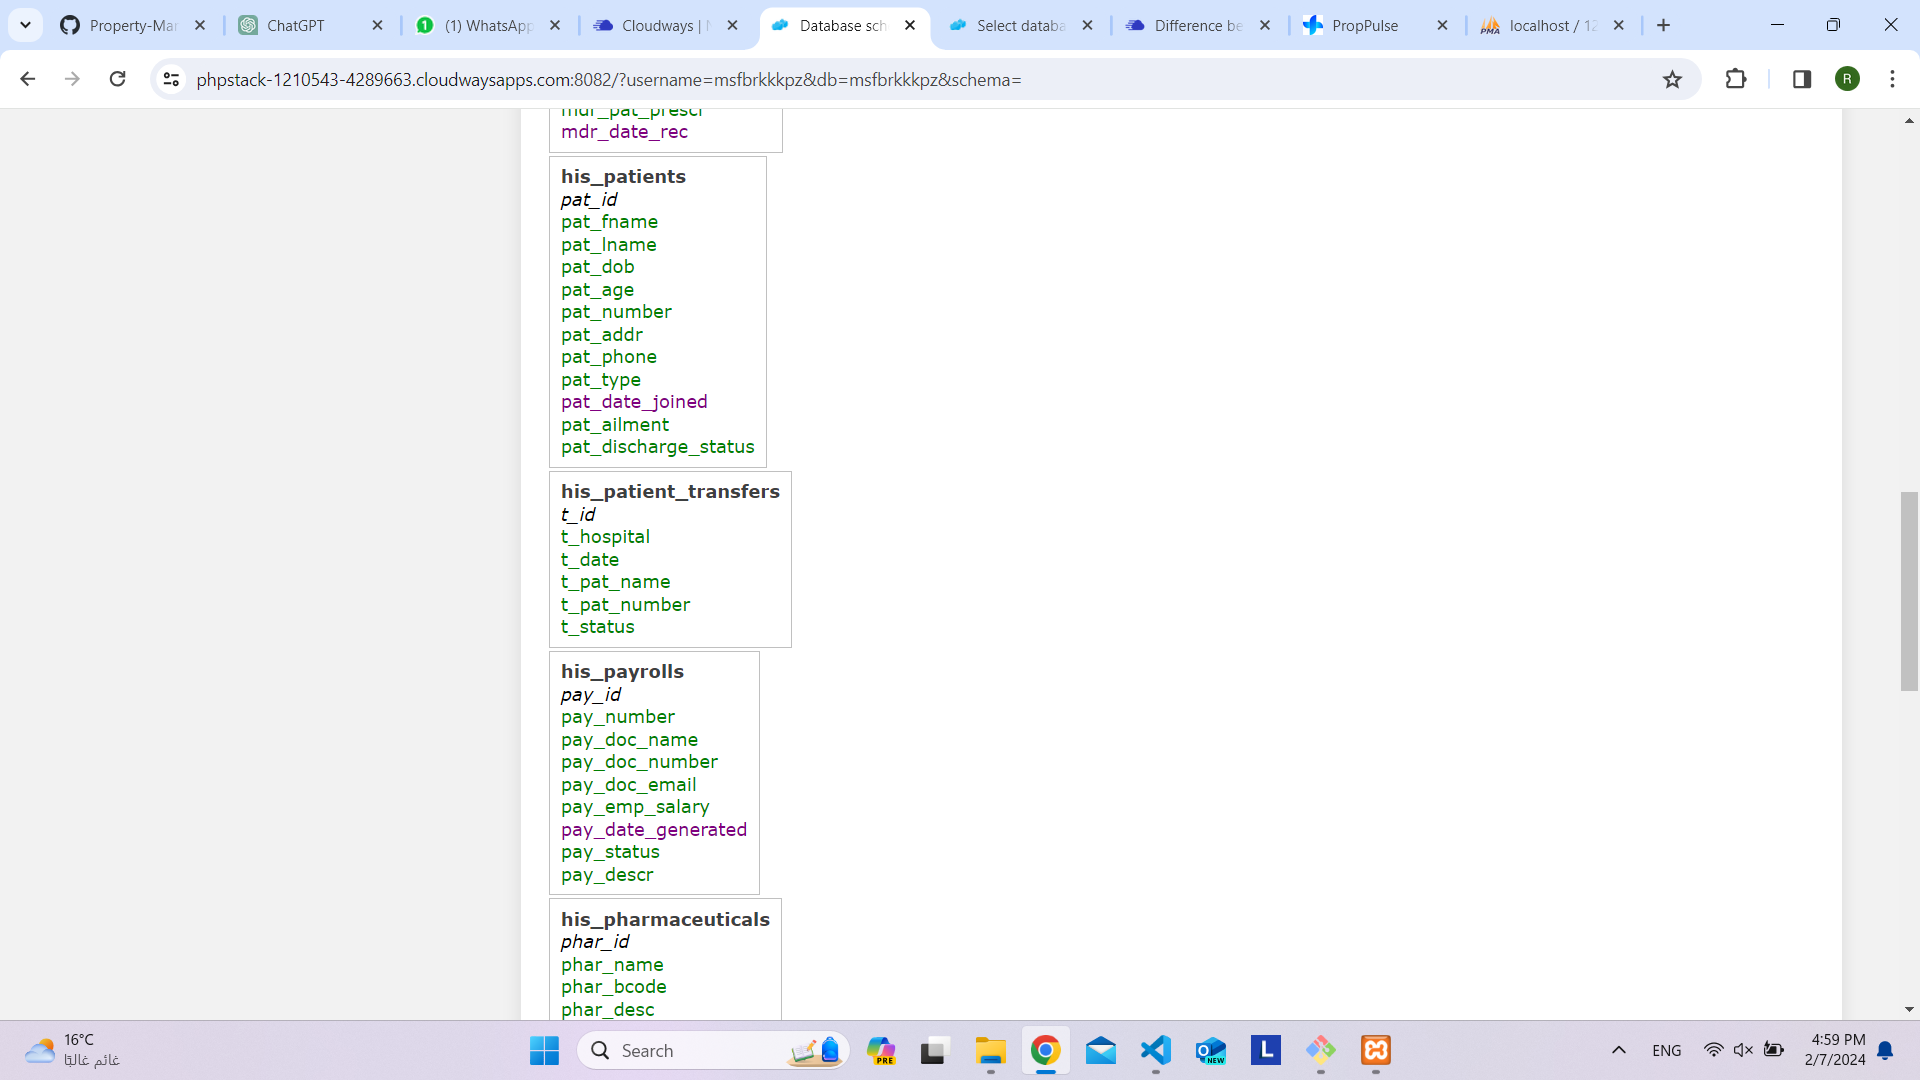 Property-Mar
ChatGPT
(1) WhatsApp
Cloudways | M
Database sch
Select databa
Difference be
PropPulse
localhost / 12
phpstack-1210543-4289663.cloudwaysapps.com:8082/?username=msfbrkkkpz&db=msfbrkkkpz&schema=
R
mdr_pat_prescr
mdr_date_rec
his_patients
pat_id
pat_fname
pat_lname
pat_dob
pat_age
pat_number
pat_addr
pat_phone
pat_type
pat_date_joined
pat_ailment
pat_discharge_status
his_patient_transfers
t_id
t_hospital
t_date
t_pat_name
t_pat_number
t_status
his_payrolls
pay_id
pay_number
pay_doc_name
pay_doc_number
pay_doc_email
pay_emp_salary
pay_date_generated
pay_status
pay_descr
his_pharmaceuticals
phar_id
phar_name
phar_bcode
phar_desc
16°C
غائم غالبًا
Search
PRE
NEW
L
ENG
4:59 PM
2/7/2024